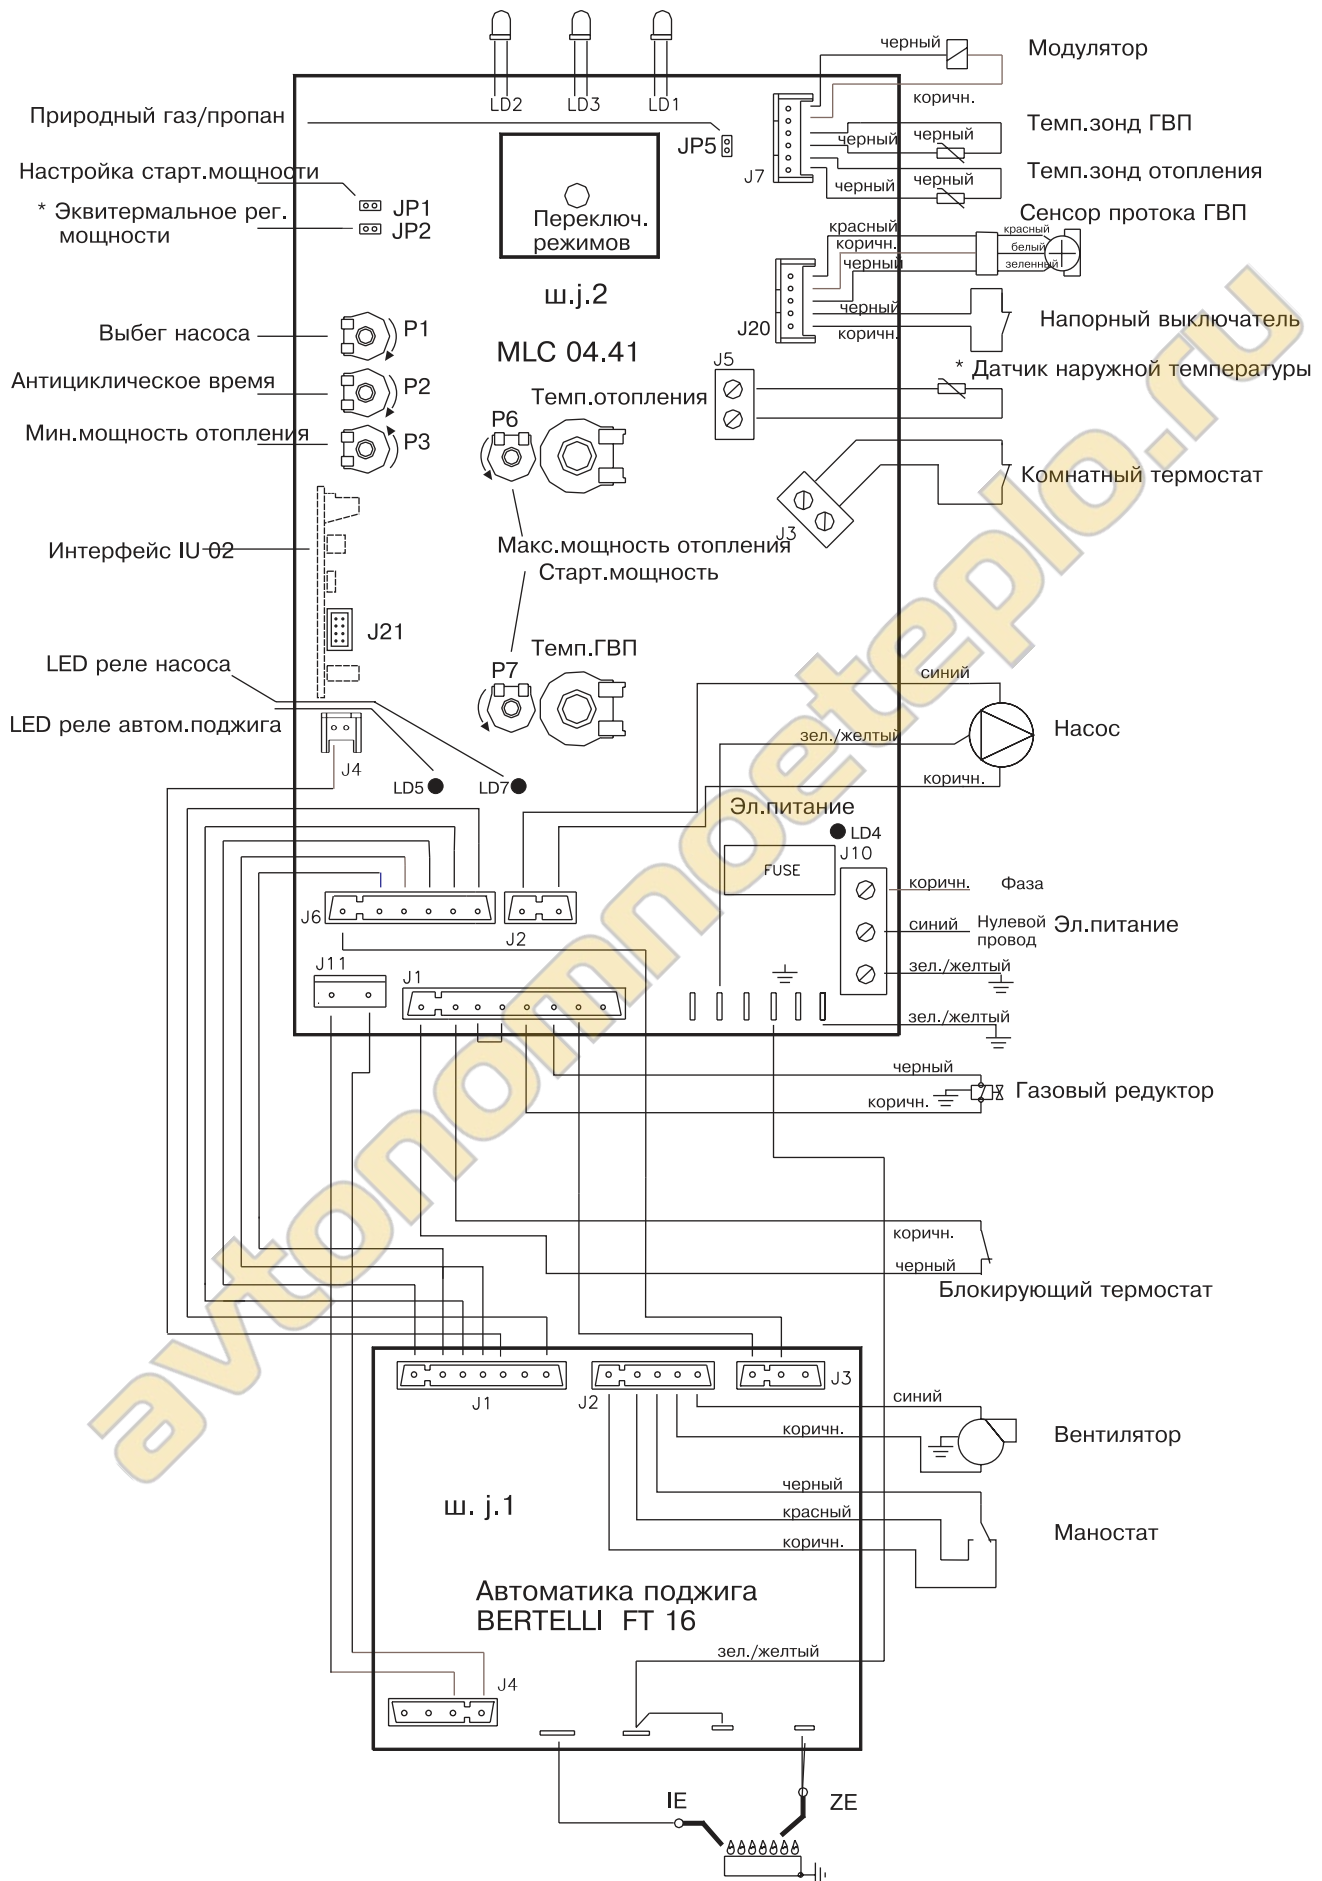 черный
Модулятор
коричн.
LD2
LD3
LD1
Природный газ/пропан
JP5
J7
черный
черный
Темп.зонд ГВП
черный
черный
Темп.зонд отопления
Настройка старт.мощности
JP1
* Эквитермальное рег.
мощности
JP2
Переключ.
режимов
Сенсор протока ГВП
красный
коричн.
черный
красный
белый
зеленный
ш.j.2
J20
черный
коричн.
Напорный выключатель
Выбег насоса
P1
MLC 04.41
J5
* Датчик наружной температуры
Антициклическое время
P2
Темп.отопления
P6
Мин.мощность отопления
P3
Комнатный термостат
J3
Интерфейс IU 02
Макс.мощность отопления
Старт.мощность
J21
LED реле насоса
Темп.ГВП
P7
синий
LED реле автом.поджига
зел./желтый
Насос
J4
LD5
LD7
коричн.
Эл.питание
LD4
FUSE
J10
коричн.
Фаза
J6
J2
синий
Нулевой
провод
Эл.питание
J11
J1
зел./желтый
зел./желтый
черный
Газовый редуктор
коричн.
коричн.
черный
Блокирующий термостат
J1
J2
J3
синий
коричн.
Вентилятор
черный
ш. j.1
красный
Маностат
коричн.
Автоматика поджига
BERTELLI FT 16
зел./желтый
J4
IE
ZE
avtonomnoeteplo.ru